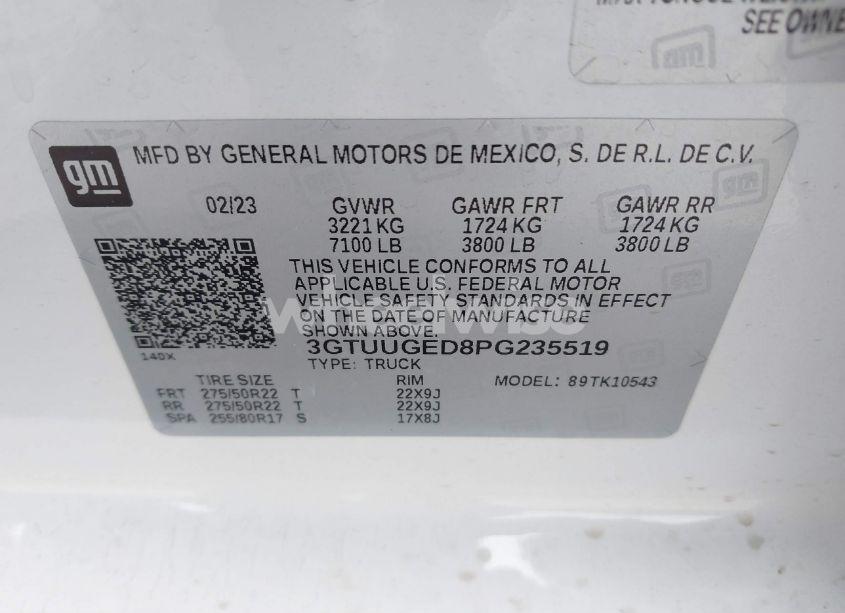 SEE OWNE
gm
MFD BY GENERAL MOTORS DE MEXICO, S. DE R.L. DE C.V.
02/23 GVWR GAWR FRT GAWR RR
3221 KG 1724 KG 1724 KG
7100 LB 3800 LB 3800 LB
THIS VEHICLE CONFORMS TO ALL
APPLICABLE U.S. FEDERAL MOTOR
VEHICLE SAFETY STANDARDS IN EFFECT
ON THE DATE OF MANUFACTURE
SHOWN ABOVE.
3GTUUGED8PG235519
140X
TYPE: TRUCK
TIRE SIZE RIM MODEL: 89TK10543
FRT 275/50R22 T 22X9J
RR 275/50R22 T 22X9J
SPA 255/80R17 S 17X8J